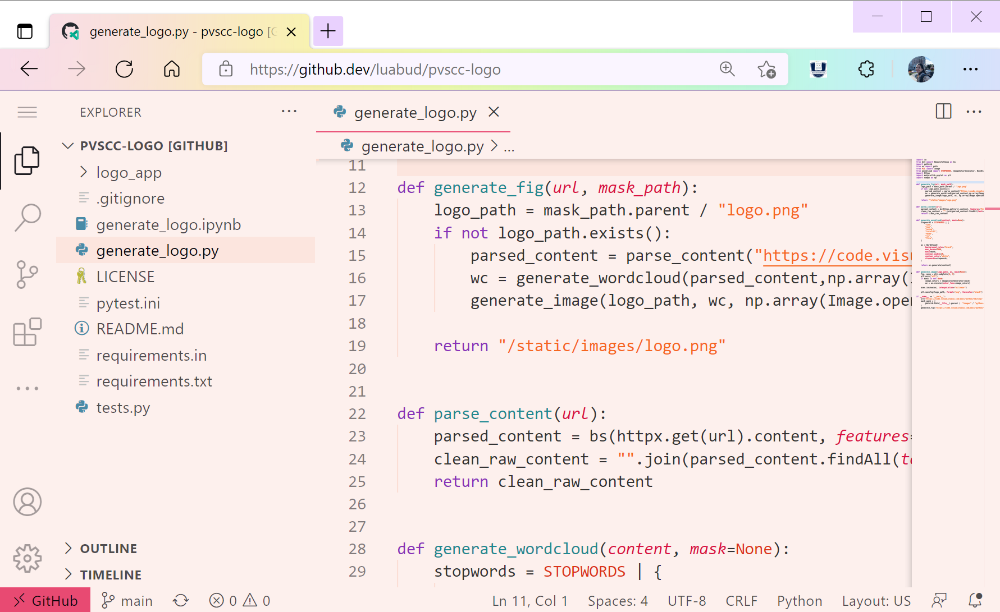 generate_logo.py - pvscc-logo [G
https://github.dev/luabud/pvscc-logo
EXPLORER
PVSCC-LOGO [GITHUB]
logo_app
.gitignore
generate_logo.ipynb
generate_logo.py
LICENSE
pytest.ini
README.md
requirements.in
requirements.txt
tests.py
OUTLINE
TIMELINE
generate_logo.py
generate_logo.py > ...
11
12 def generate_fig(url, mask_path):
13 logo_path = mask_path.parent / "logo.png"
14 if not logo_path.exists():
15 parsed_content = parse_content("https://code.vis
16 wc = generate_wordcloud(parsed_content,np.array(
17 generate_image(logo_path, wc, np.array(Image.ope
18
19 return "/static/images/logo.png"
20
21
22 def parse_content(url):
23 parsed_content = bs(httpx.get(url).content, features=
24 clean_raw_content = "".join(parsed_content.findAll(t
25 return clean_raw_content
26
27
28 def generate_wordcloud(content, mask=None):
29 stopwords = STOPWORDS | {
GitHub main 0 0 Ln 11, Col 1 Spaces: 4 UTF-8 CRLF Python Layout: US